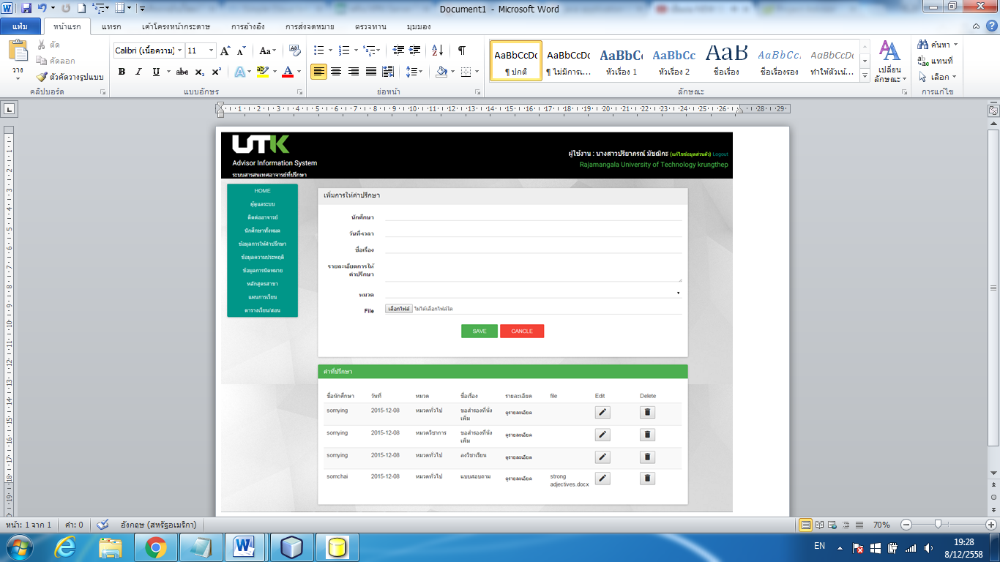 Document1 - Microsoft Word
แฟ้ม หน้าแรก แทรก เค้าโครงหน้ากระดาษ การอ้างอิง การส่งจดหมาย ตรวจทาน มุมมอง
วาง
ตัด
คัดลอก
ตัวคัดวางรูปแบบ
คลิปบอร์ด
Calibri (เนื้อความ) 11
แบบอักษร
ย่อหน้า
AaBbCcDc AaBbCcDc AaBbC AaBbCc AaB AaBbCc AaBbCcDc
¶ ปกติ ¶ ไม่มีการเ... หัวเรื่อง 1 หัวเรื่อง 2 ชื่อเรื่อง ชื่อเรื่องรอง ทำให้ตัวเน้...
ลักษณะ
เปลี่ยน
ลักษณะ
ค้นหา
แทนที่
เลือก
การแก้ไข
UTK
Advisor Information System
ระบบสารสนเทศอาจารย์ที่ปรึกษา
ผู้ใช้งาน : นางสาวปริยาภรณ์ มัชฌิกะ (แก้ไขข้อมูลส่วนตัว) Logout
Rajamangala University of Technology krungthep
HOME
ผู้ดูแลระบบ
ติดต่ออาจารย์
นักศึกษาทั้งหมด
ข้อมูลการให้คำปรึกษา
ข้อมูลความประพฤติ
ข้อมูลการนัดหมาย
หลักสูตรสาขา
แผนการเรียน
ตารางเรียน/สอน
เพิ่มการให้คำปรึกษา
นักศึกษา
วันที่-เวลา
ชื่อเรื่อง
รายละเอียดการให้
คำปรึกษา
หมวด
File เลือกไฟล์ ไม่ได้เลือกไฟล์ใด
SAVE CANCLE
คำที่ปรึกษา
ชื่อนักศึกษา วันที่ หมวด ชื่อเรื่อง รายละเอียด file Edit Delete
somying 2015-12-08 หมวดทั่วไป ขอสำรองที่นั่ง ดูรายละเอียด
เพิ่ม
somying 2015-12-08 หมวดวิชาการ ขอสำรองที่นั่ง ดูรายละเอียด
เพิ่ม
somying 2015-12-08 หมวดทั่วไป ลงวิชาเรียน ดูรายละเอียด
somchai 2015-12-08 หมวดทั่วไป แบบสอบถาม ดูรายละเอียด strong
adjectives.docx
หน้า: 1 จาก 1 คำ: 0 อังกฤษ (สหรัฐอเมริกา) 70%
EN 19:28
8/12/2558